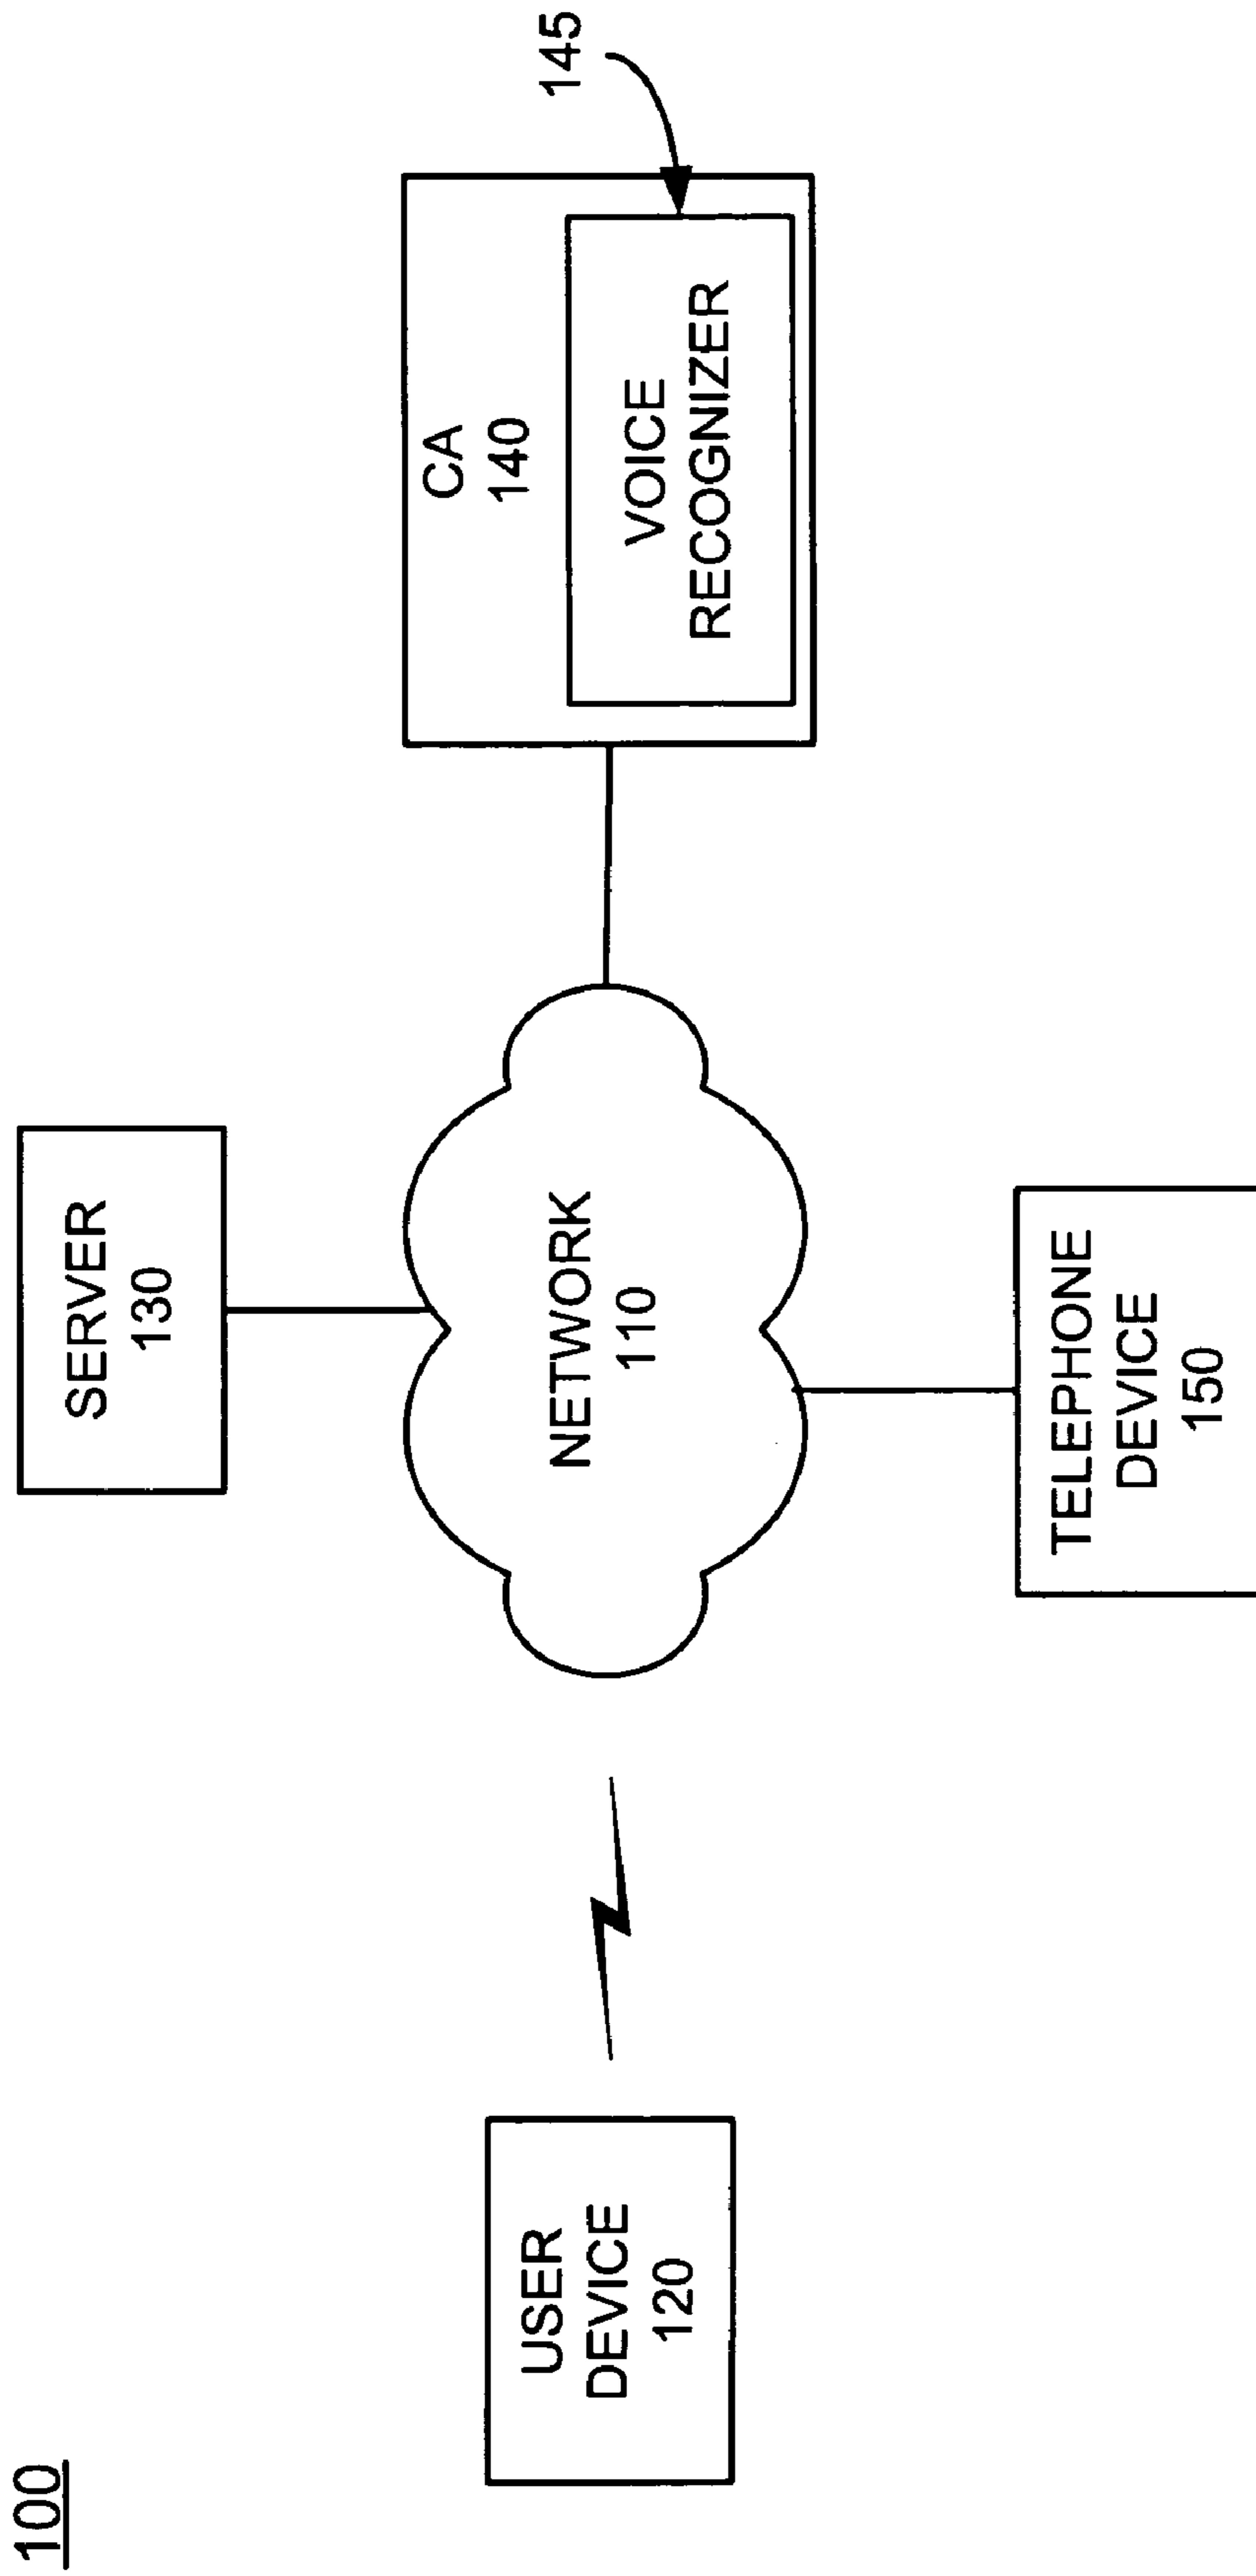 100
SERVER
130
145
CA
140
VOICE
RECOGNIZER
NETWORK
110
USER
DEVICE
120
TELEPHONE
DEVICE
150